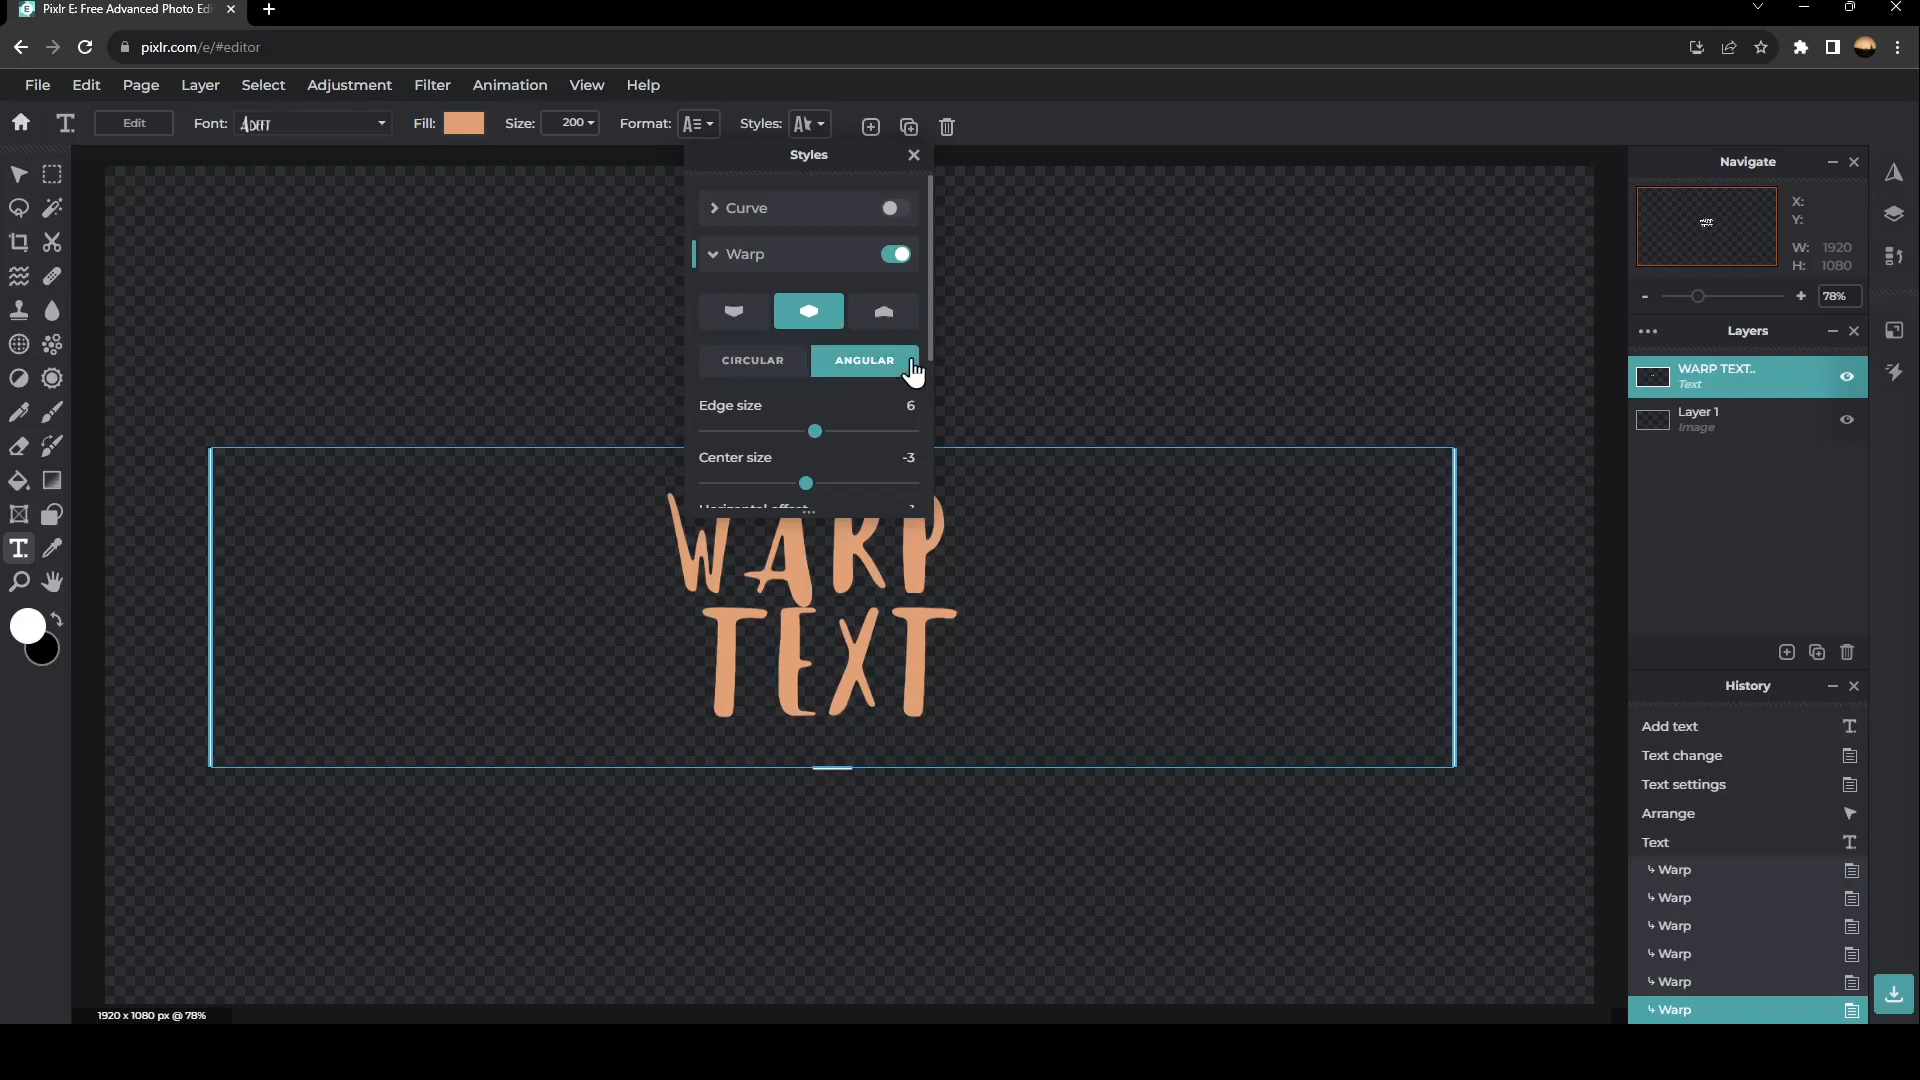 Pixlr E: Free Advanced Photo Edi
pixlr.com/e/#editor
File Edit Page Layer Select Adjustment Filter Animation View Help
Edit Font: ADEFT Fill: Size: 200 Format: Styles:
Styles
Curve
Warp
CIRCULAR ANGULAR
Edge size 6
Center size -3
WARP
TEXT
Navigate
X:
Y:
W: 1920
H: 1080
78%
Layers
WARP TEXT..
Text
Layer 1
Image
History
Add text
Text change
Text settings
Arrange
Text
Warp
Warp
Warp
Warp
Warp
Warp
1920 x 1080 px @ 78%